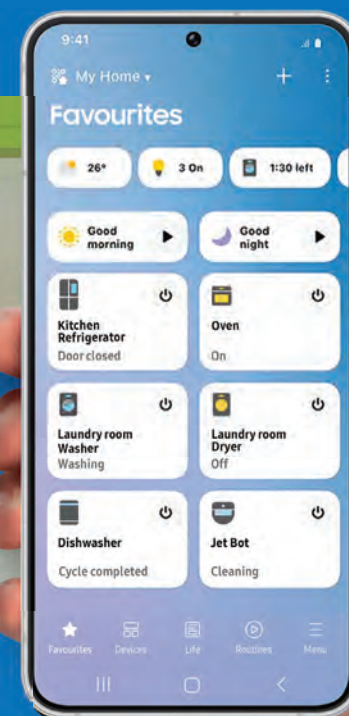 9:41
My Home
Favourites
26°
3 On
1:30 left
Good
morning
Good
night
Kitchen
Refrigerator
Door closed
Oven
On
Laundry room
Washer
Washing
Laundry room
Dryer
Off
Dishwasher
Cycle completed
Jet Bot
Cleaning
Favourites
Devices
Life
Routines
Menu